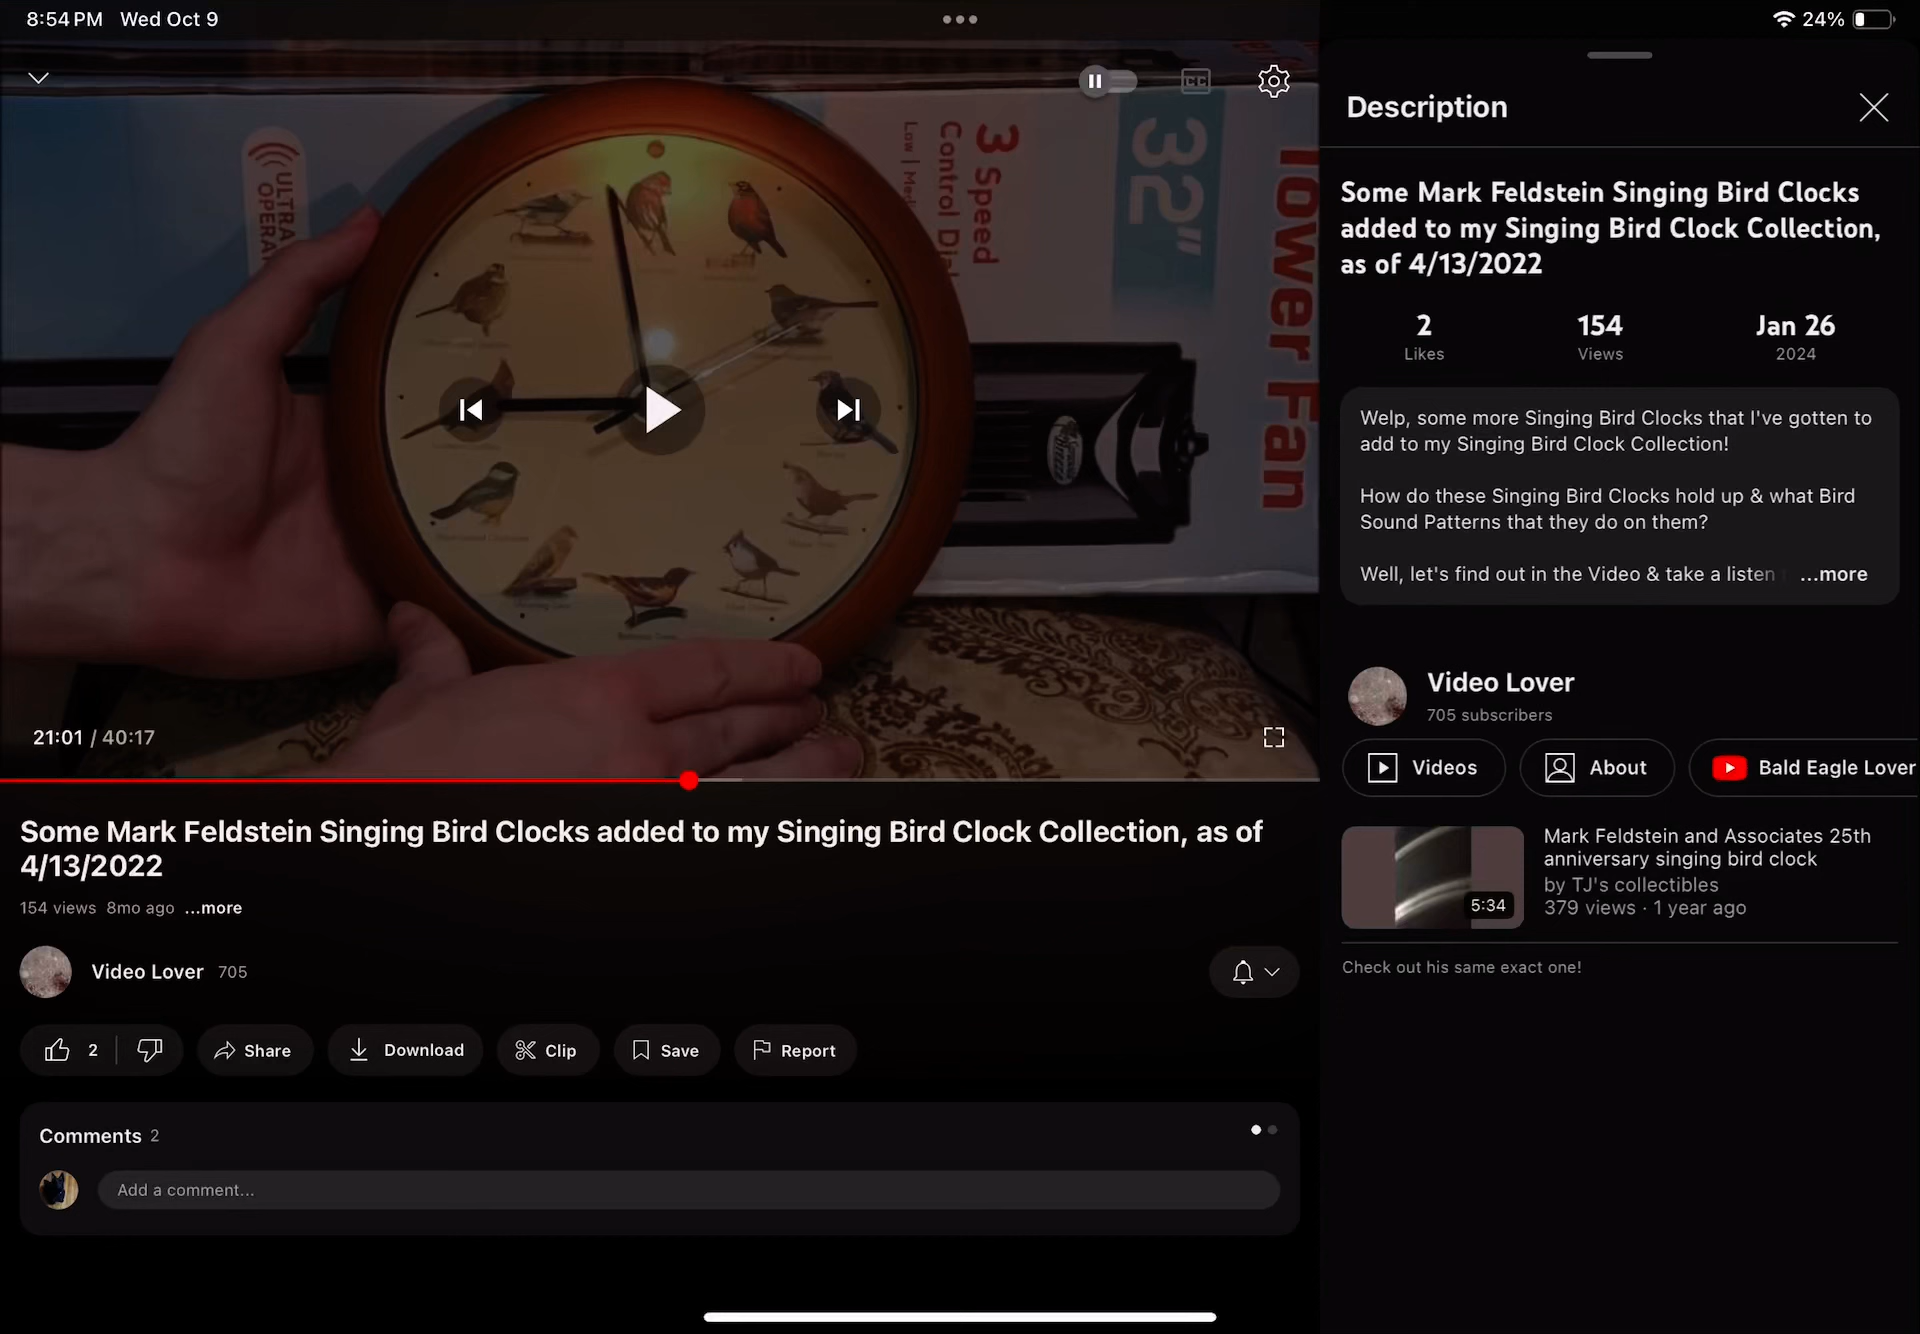 8:54 PM Wed Oct 9
24%
CC
ULTRA
3 Speed
Control Dial
Low |
32"
Tower Fan
21:01 / 40:17
Some Mark Feldstein Singing Bird Clocks added to my Singing Bird Clock Collection, as of
4/13/2022
154 views 8mo ago ...more
Video Lover 705
2
Share
Download
Clip
Save
Report
Comments 2
Add a comment...
Description
Some Mark Feldstein Singing Bird Clocks
added to my Singing Bird Clock Collection,
as of 4/13/2022
2
Likes
154
Views
Jan 26
2024
Welp, some more Singing Bird Clocks that I've gotten to
add to my Singing Bird Clock Collection!
How do these Singing Bird Clocks hold up & what Bird
Sound Patterns that they do on them?
Well, let's find out in the Video & take a listen ...more
Video Lover
705 subscribers
Videos
About
Bald Eagle Lover
5:34
Mark Feldstein and Associates 25th
anniversary singing bird clock
by TJ's collectibles
379 views · 1 year ago
Check out his same exact one!